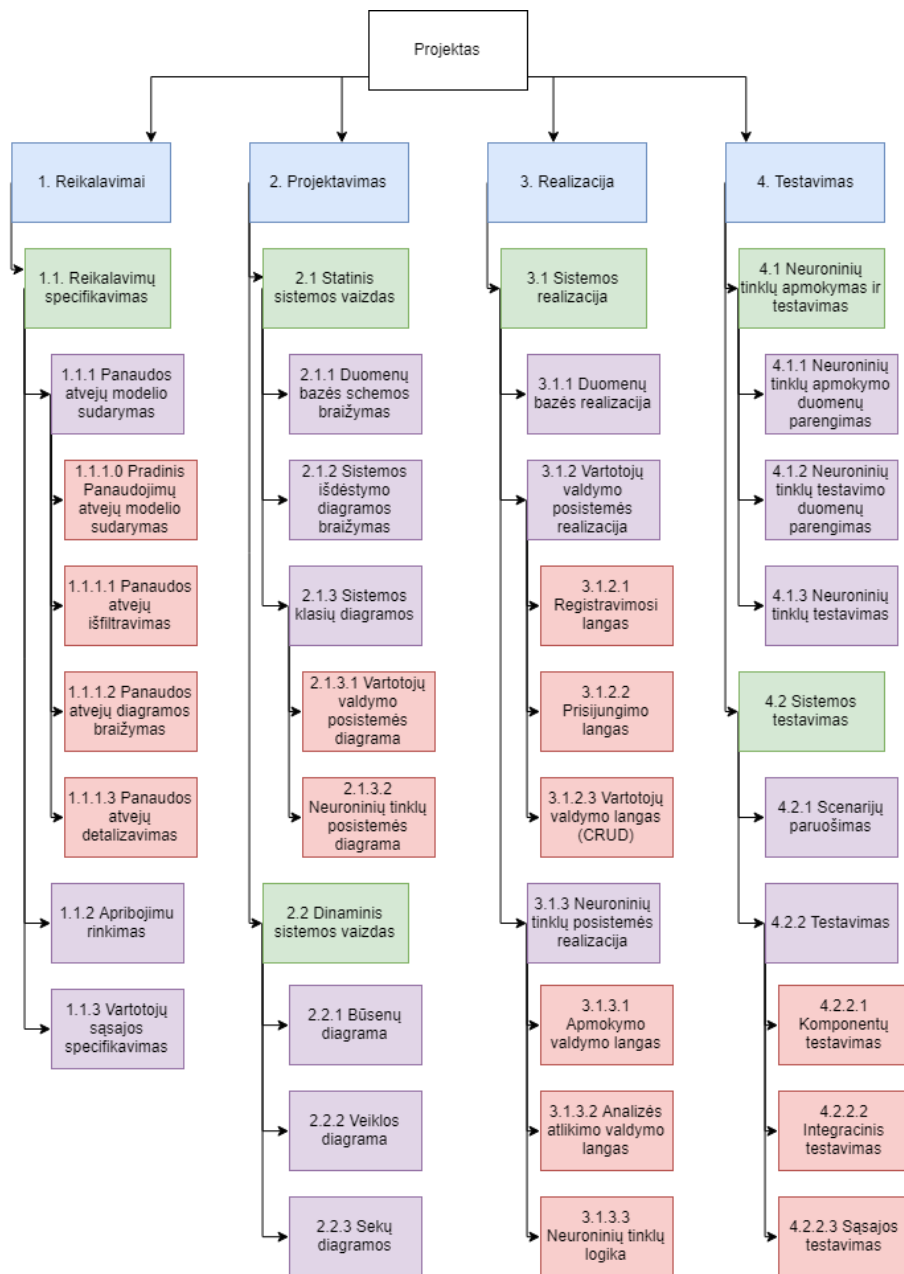 Projektas
1. Reikalavimai
1.1. Reikalavimų
specifikavimas
1.1.1 Panaudos
atvejų modelio
sudarymas
1.1.1.0 Pradinis
Panaudojimų
atvejų modelio
sudarymas
1.1.1.1 Panaudos
atvejų
išfiltravimas
1.1.1.2 Panaudos
atvejų diagramos
braižymas
1.1.1.3 Panaudos
atvejų
detalizavimas
1.1.2 Apribojimu
rinkimas
1.1.3 Vartotojų
sąsajos
specifikavimas
2. Projektavimas
2.1 Statinis
sistemos vaizdas
2.1.1 Duomenų
bazės schemos
braižymas
2.1.2 Sistemos
išdėstymo
diagramos
braižymas
2.1.3 Sistemos
klasių diagramos
2.1.3.1 Vartotojų
valdymo
posistemės
diagrama
2.1.3.2
Neuroninių tinklų
posistemės
diagrama
2.2 Dinaminis
sistemos vaizdas
2.2.1 Būsenų
diagrama
2.2.2 Veiklos
diagrama
2.2.3 Sekų
diagramos
3. Realizacija
3.1 Sistemos
realizacija
3.1.1 Duomenų
bazės realizacija
3.1.2 Vartotojų
valdymo
posistemės
realizacija
3.1.2.1
Registravimosi
langas
3.1.2.2
Prisijungimo
langas
3.1.2.3 Vartotojų
valdymo langas
(CRUD)
3.1.3 Neuroninių
tinklų posistemės
realizacija
3.1.3.1
Apmokymo
valdymo langas
3.1.3.2 Analizės
atlikimo valdymo
langas
3.1.3.3
Neuroninių tinklų
logika
4. Testavimas
4.1 Neuroninių
tinklų apmokymas ir
testavimas
4.1.1 Neuroninių
tinklų apmokymo
duomenų
parengimas
4.1.2 Neuroninių
tinklų testavimo
duomenų
parengimas
4.1.3 Neuroninių
tinklų testavimas
4.2 Sistemos
testavimas
4.2.1 Scenarijų
paruošimas
4.2.2 Testavimas
4.2.2.1
Komponentų
testavimas
4.2.2.2
Integracinis
testavimas
4.2.2.3 Sąsajos
testavimas